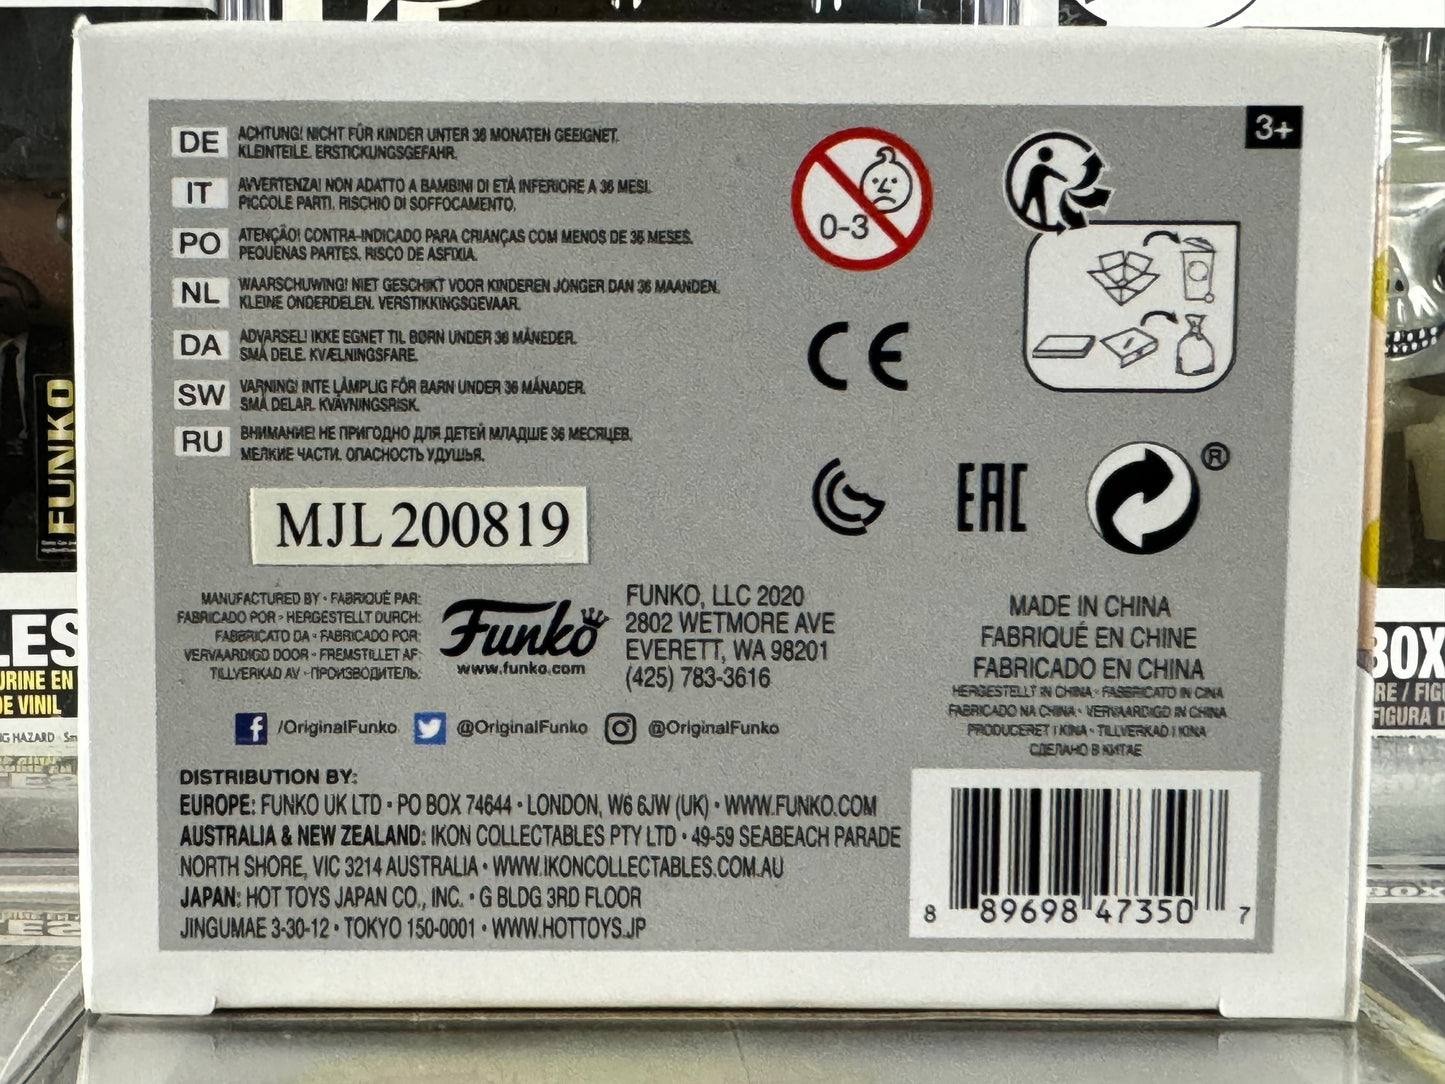 3+
DE ACHTUNG! NICHT FÜR KINDER UNTER 36 MONATEN GEEIGNET.
KLEINTEILE. ERSTICKUNGSGEFAHR.
IT AVVERTENZA! NON ADATTO A BAMBINI DI ETÀ INFERIORE A 36 MESI.
PICCOLE PARTI. RISCHIO DI SOFFOCAMENTO.
PO ATENÇÃO! CONTRA-INDICADO PARA CRIANÇAS COM MENOS DE 36 MESES.
PEQUENAS PARTES. RISCO DE ASFIXIA.
NL WAARSCHUWING! NIET GESCHIKT VOOR KINDEREN JONGER DAN 36 MAANDEN.
KLEINE ONDERDELEN. VERSTIKKINGSGEVAAR.
DA ADVARSEL! IKKE EGNET TIL BØRN UNDER 36 MÅNEDER.
SMÅ DELE. KVÆLNINGSFARE.
SW VARNING! INTE LÄMPLIG FÖR BARN UNDER 36 MÅNADER.
SMÅ DELAR. KVÄVNINGSRISK.
RU ВНИМАНИЕ! НЕ ПРИГОДНО ДЛЯ ДЕТЕЙ МЛАДШЕ 36 МЕСЯЦЕВ.
МЕЛКИЕ ЧАСТИ. ОПАСНОСТЬ УДУШЬЯ.
0-3
CE
EAC
®
MJL 200819
MANUFACTURED BY • FABRIQUÉ PAR:
FABRICADO POR • HERGESTELLT DURCH:
FABBRICATO DA • FABRICADO POR:
VERVAARDIGD DOOR • FREMSTILLET AF:
TILLVERKAD AV • ПРОИЗВОДИТЕЛЬ:
Funko
www.funko.com
FUNKO, LLC 2020
2802 WETMORE AVE
EVERETT, WA 98201
(425) 783-3616
MADE IN CHINA
FABRIQUÉ EN CHINE
FABRICADO EN CHINA
HERGESTELLT IN CHINA • FABBRICATO IN CINA
FABRICADO NA CHINA • VERVAARDIGD IN CHINA
PRODUCERET I KINA • TILLVERKAD I KINA
СДЕЛАНО В КИТАЕ
f /OriginalFunko @OriginalFunko @OriginalFunko
DISTRIBUTION BY:
EUROPE: FUNKO UK LTD • PO BOX 74644 • LONDON, W6 6JW (UK) • WWW.FUNKO.COM
AUSTRALIA & NEW ZEALAND: IKON COLLECTABLES PTY LTD • 49-59 SEABEACH PARADE
NORTH SHORE, VIC 3214 AUSTRALIA • WWW.IKONCOLLECTABLES.COM.AU
JAPAN: HOT TOYS JAPAN CO., INC. • G BLDG 3RD FLOOR
JINGUMAE 3-30-12 • TOKYO 150-0001 • WWW.HOTTOYS.JP
8 89698 47350 7
FUNKO
LES
URINE EN
DE VINIL
NG HAZARD
BOX
RE / FIG
FIGURA D